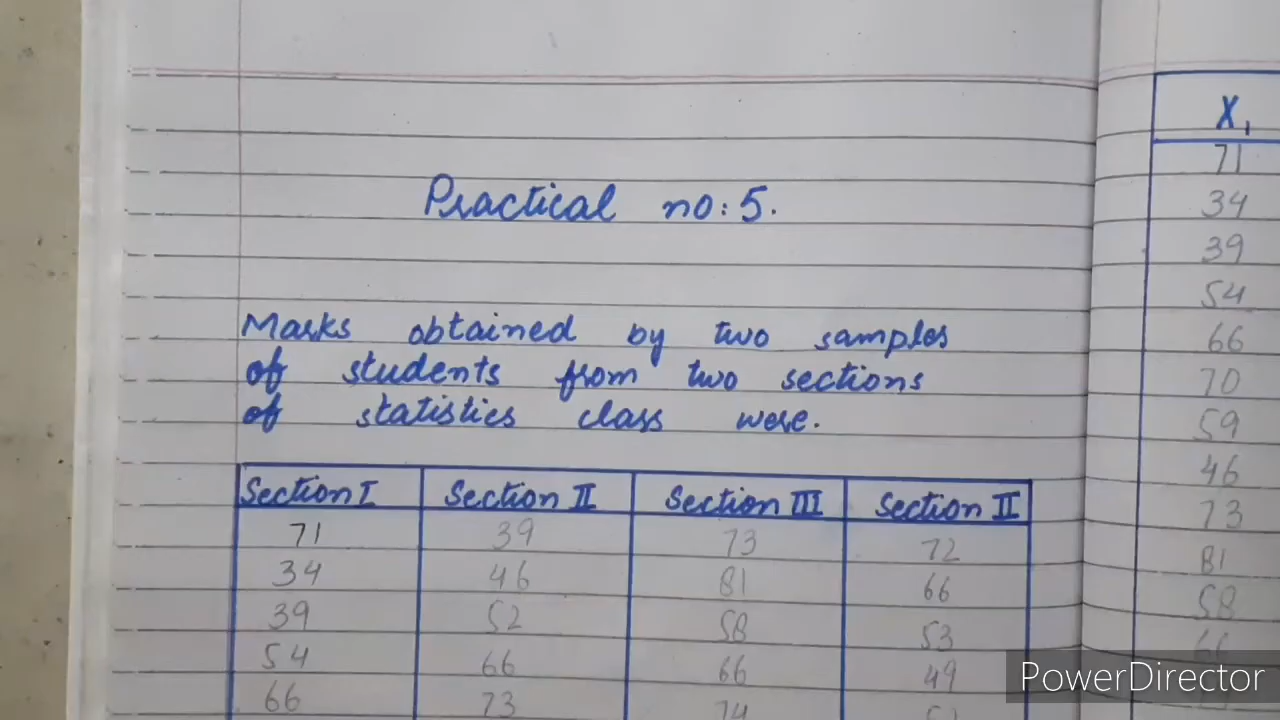 Practical no: 5.
Marks obtained by two samples
of students from two sections
of statistics class were.
Section I Section II Section III Section II
71 39 73 72
34 46 81 66
39 52 58 53
54 66 66 49
66 73 74
X1
71
34
39
54
66
70
59
46
73
81
58
66
PowerDirector